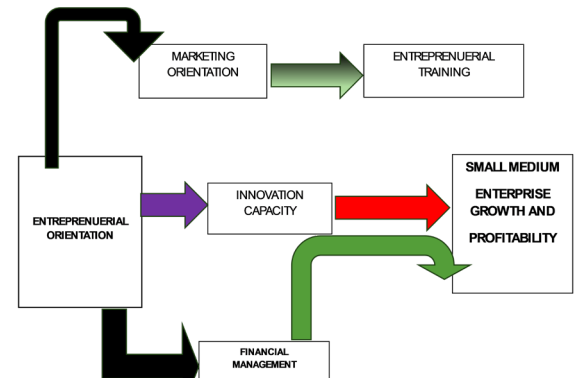 MARKETING
ORIENTATION
ENTREPRENUERIAL
TRAINING
ENTREPRENUERIAL
ORIENTATION
INNOVATION
CAPACITY
SMALL MEDIUM
ENTERPRISE
GROWTH AND
PROFITABILITY
FINANCIAL
MANAGEMENT